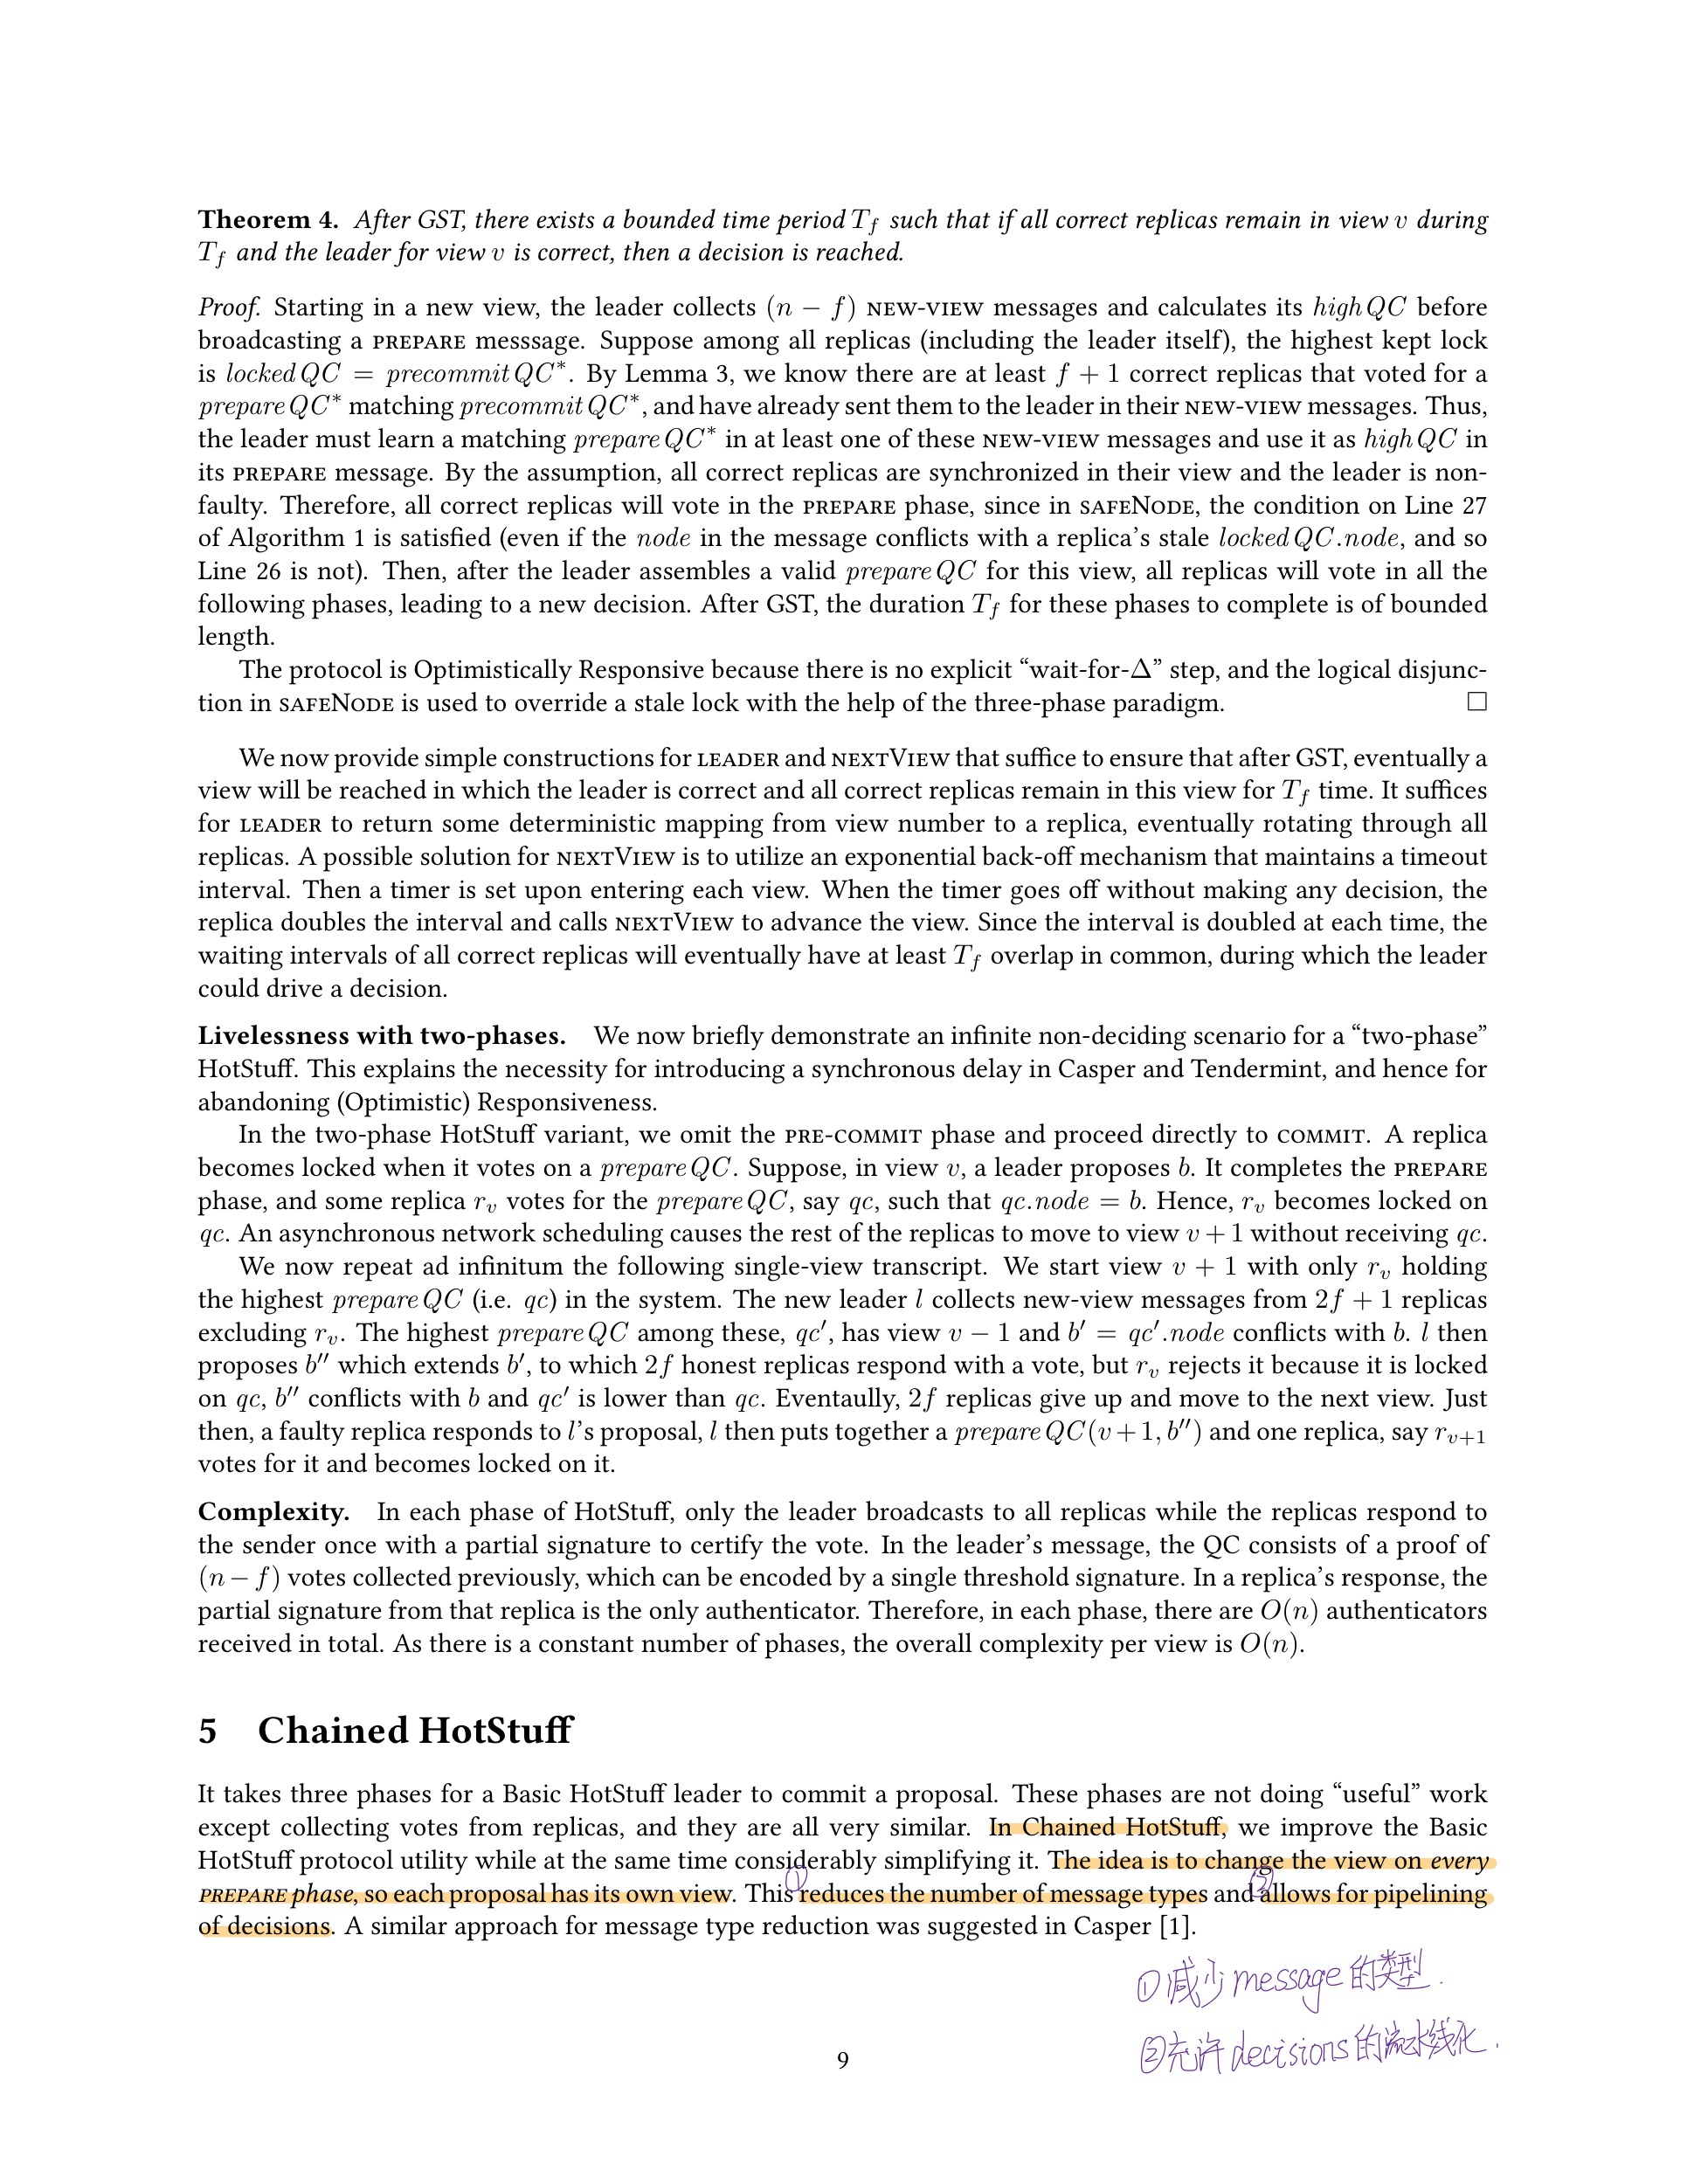 Theorem 4. After GST, there exists a bounded time period T_f such that if all correct replicas remain in view v during
T_f and the leader for view v is correct, then a decision is reached.
Proof. Starting in a new view, the leader collects (n − f) NEW-VIEW messages and calculates its highQC before
broadcasting a PREPARE messsage. Suppose among all replicas (including the leader itself), the highest kept lock
is lockedQC = precommitQC*. By Lemma 3, we know there are at least f + 1 correct replicas that voted for a
prepareQC* matching precommitQC*, and have already sent them to the leader in their NEW-VIEW messages. Thus,
the leader must learn a matching prepareQC* in at least one of these NEW-VIEW messages and use it as highQC in
its PREPARE message. By the assumption, all correct replicas are synchronized in their view and the leader is non-
faulty. Therefore, all correct replicas will vote in the PREPARE phase, since in SAFENODE, the condition on Line 27
of Algorithm 1 is satisfied (even if the node in the message conflicts with a replica's stale lockedQC.node, and so
Line 26 is not). Then, after the leader assembles a valid prepareQC for this view, all replicas will vote in all the
following phases, leading to a new decision. After GST, the duration T_f for these phases to complete is of bounded
length.
The protocol is Optimistically Responsive because there is no explicit “wait-for-Δ” step, and the logical disjunc-
tion in SAFENODE is used to override a stale lock with the help of the three-phase paradigm. □
We now provide simple constructions for LEADER and NEXTVIEW that suffice to ensure that after GST, eventually a
view will be reached in which the leader is correct and all correct replicas remain in this view for T_f time. It suffices
for LEADER to return some deterministic mapping from view number to a replica, eventually rotating through all
replicas. A possible solution for NEXTVIEW is to utilize an exponential back-off mechanism that maintains a timeout
interval. Then a timer is set upon entering each view. When the timer goes off without making any decision, the
replica doubles the interval and calls NEXTVIEW to advance the view. Since the interval is doubled at each time, the
waiting intervals of all correct replicas will eventually have at least T_f overlap in common, during which the leader
could drive a decision.
Livelessness with two-phases. We now briefly demonstrate an infinite non-deciding scenario for a “two-phase”
HotStuff. This explains the necessity for introducing a synchronous delay in Casper and Tendermint, and hence for
abandoning (Optimistic) Responsiveness.
In the two-phase HotStuff variant, we omit the PRE-COMMIT phase and proceed directly to COMMIT. A replica
becomes locked when it votes on a prepareQC. Suppose, in view v, a leader proposes b. It completes the PREPARE
phase, and some replica r_v votes for the prepareQC, say qc, such that qc.node = b. Hence, r_v becomes locked on
qc. An asynchronous network scheduling causes the rest of the replicas to move to view v + 1 without receiving qc.
We now repeat ad infinitum the following single-view transcript. We start view v + 1 with only r_v holding
the highest prepareQC (i.e. qc) in the system. The new leader l collects new-view messages from 2f + 1 replicas
excluding r_v. The highest prepareQC among these, qc′, has view v − 1 and b′ = qc′.node conflicts with b. l then
proposes b″ which extends b′, to which 2f honest replicas respond with a vote, but r_v rejects it because it is locked
on qc, b″ conflicts with b and qc′ is lower than qc. Eventaully, 2f replicas give up and move to the next view. Just
then, a faulty replica responds to l's proposal, l then puts together a prepareQC(v+1, b″) and one replica, say r_{v+1}
votes for it and becomes locked on it.
Complexity. In each phase of HotStuff, only the leader broadcasts to all replicas while the replicas respond to
the sender once with a partial signature to certify the vote. In the leader's message, the QC consists of a proof of
(n − f) votes collected previously, which can be encoded by a single threshold signature. In a replica's response, the
partial signature from that replica is the only authenticator. Therefore, in each phase, there are O(n) authenticators
received in total. As there is a constant number of phases, the overall complexity per view is O(n).
5 Chained HotStuff
It takes three phases for a Basic HotStuff leader to commit a proposal. These phases are not doing “useful” work
except collecting votes from replicas, and they are all very similar. In Chained HotStuff, we improve the Basic
HotStuff protocol utility while at the same time considerably simplifying it. The idea is to change the view on every
PREPARE phase, so each proposal has its own view. This ①reduces the number of message types and ②allows for pipelining
of decisions. A similar approach for message type reduction was suggested in Casper [1].
①减少message的类型.
②允许decisions的流水线化.
9